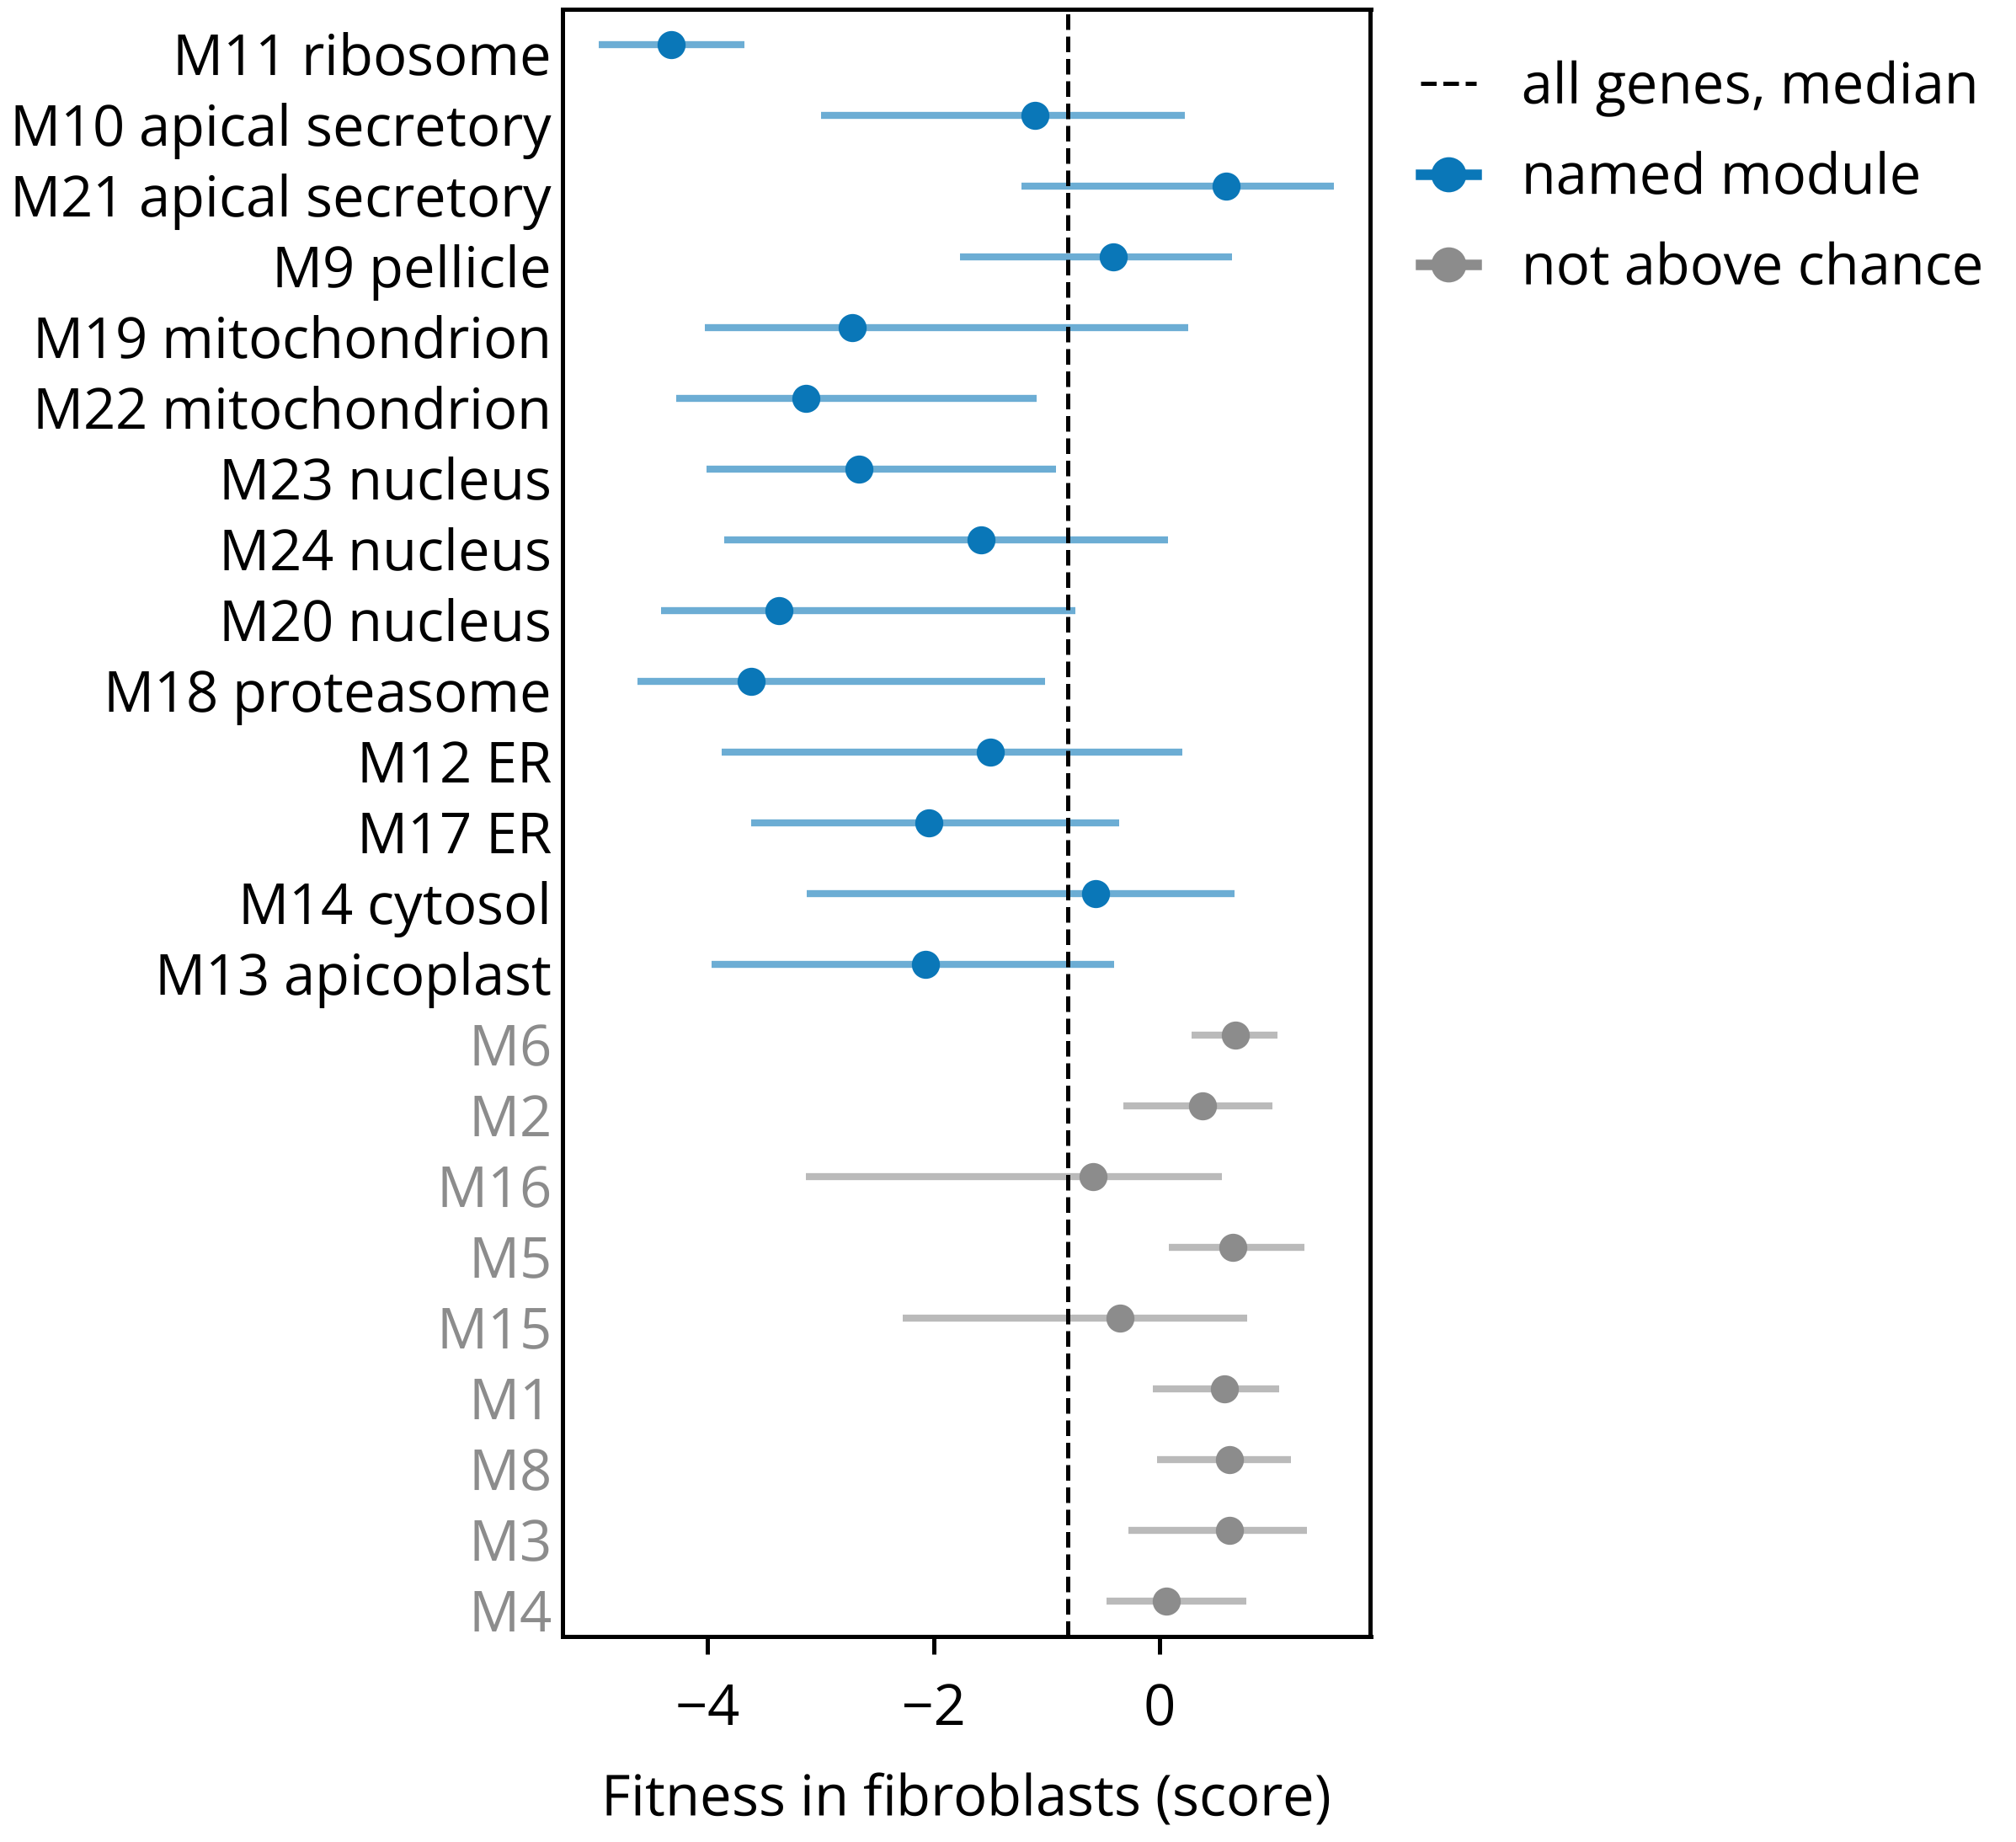 M11 ribosome
M10 apical secretory
M21 apical secretory
M9 pellicle
M19 mitochondrion
M22 mitochondrion
M23 nucleus
M24 nucleus
M20 nucleus
M18 proteasome
M12 ER
M17 ER
M14 cytosol
M13 apicoplast
M6
M2
M16
M5
M15
M1
M8
M3
M4
−4 −2 0
Fitness in fibroblasts (score)
all genes, median
named module
not above chance